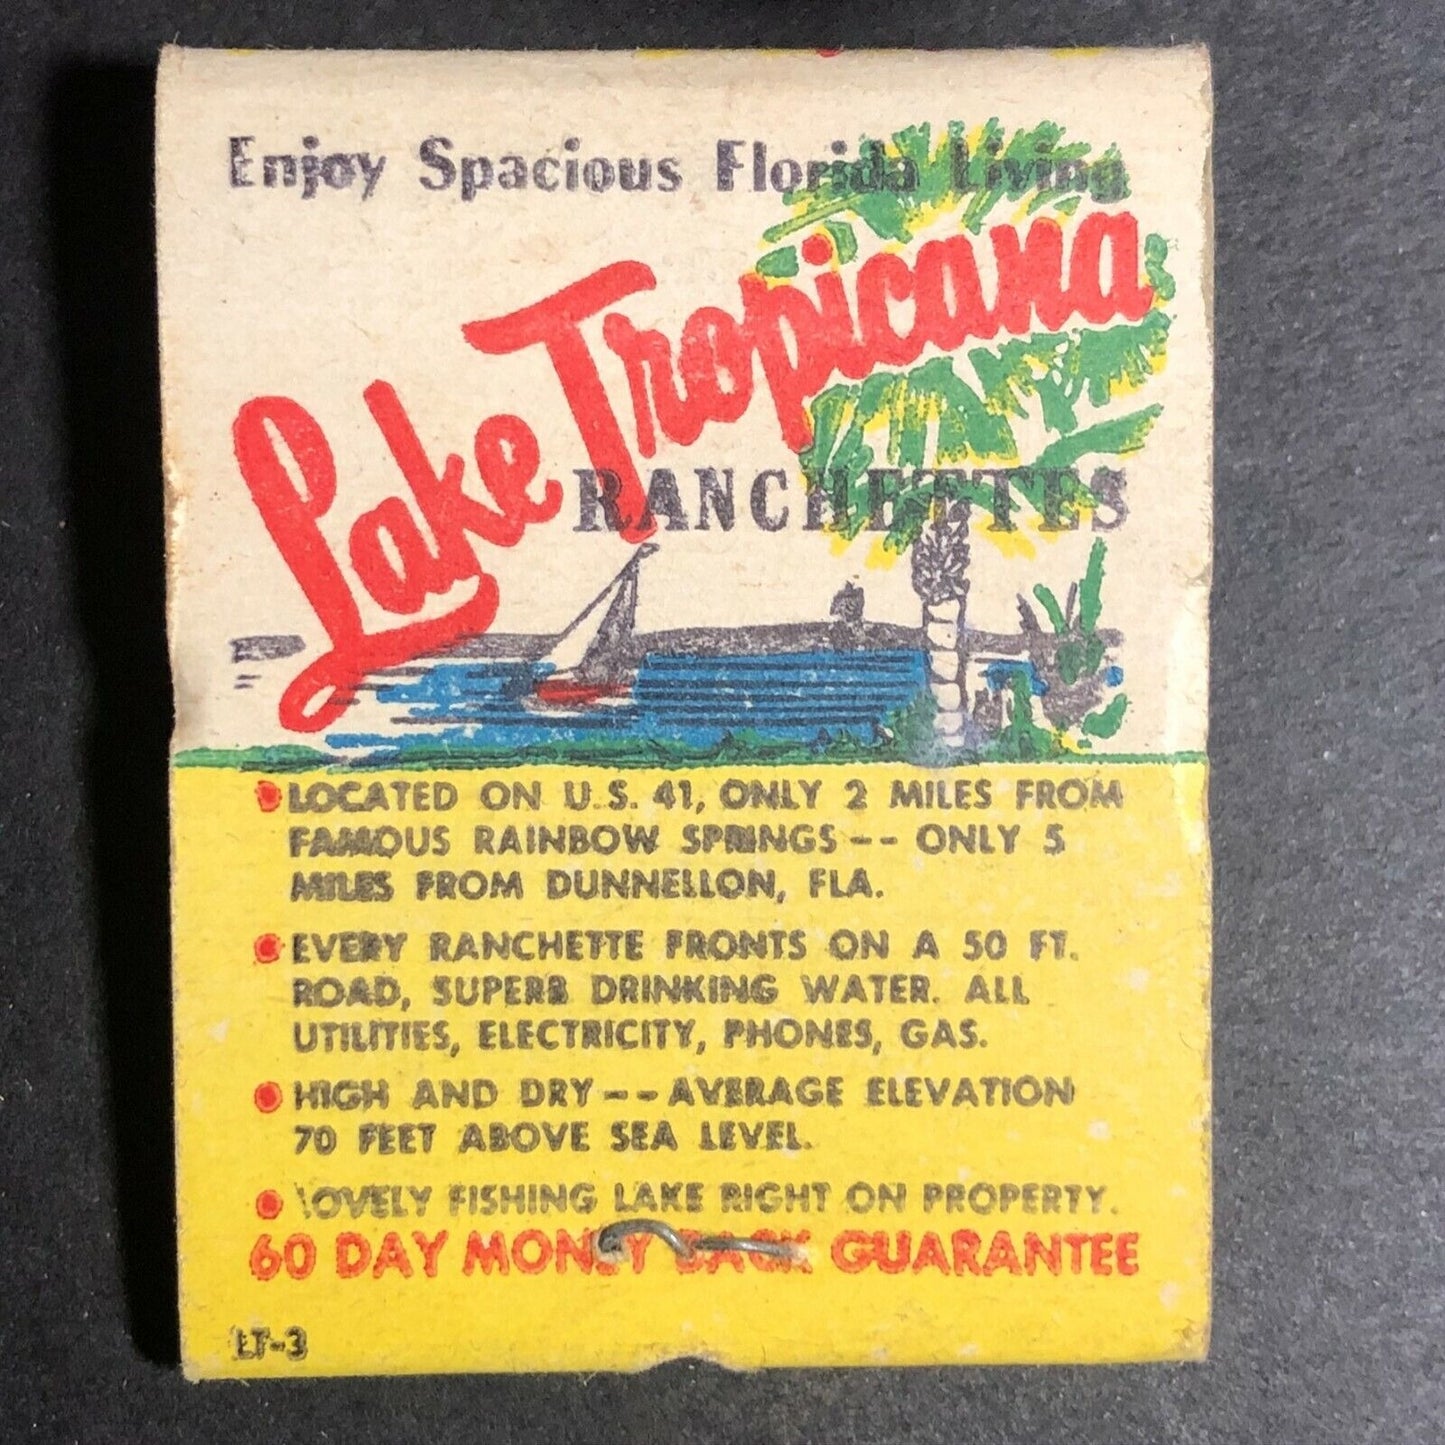 Enjoy Spacious Florida Living
Lake Tropicana
RANCHETTES
• LOCATED ON U.S. 41, ONLY 2 MILES FROM
FAMOUS RAINBOW SPRINGS -- ONLY 5
MILES FROM DUNNELLON, FLA.
• EVERY RANCHETTE FRONTS ON A 50 FT.
ROAD, SUPERB DRINKING WATER. ALL
UTILITIES, ELECTRICITY, PHONES, GAS.
• HIGH AND DRY -- AVERAGE ELEVATION
70 FEET ABOVE SEA LEVEL.
• LOVELY FISHING LAKE RIGHT ON PROPERTY.
60 DAY MONEY BACK GUARANTEE
LT-3